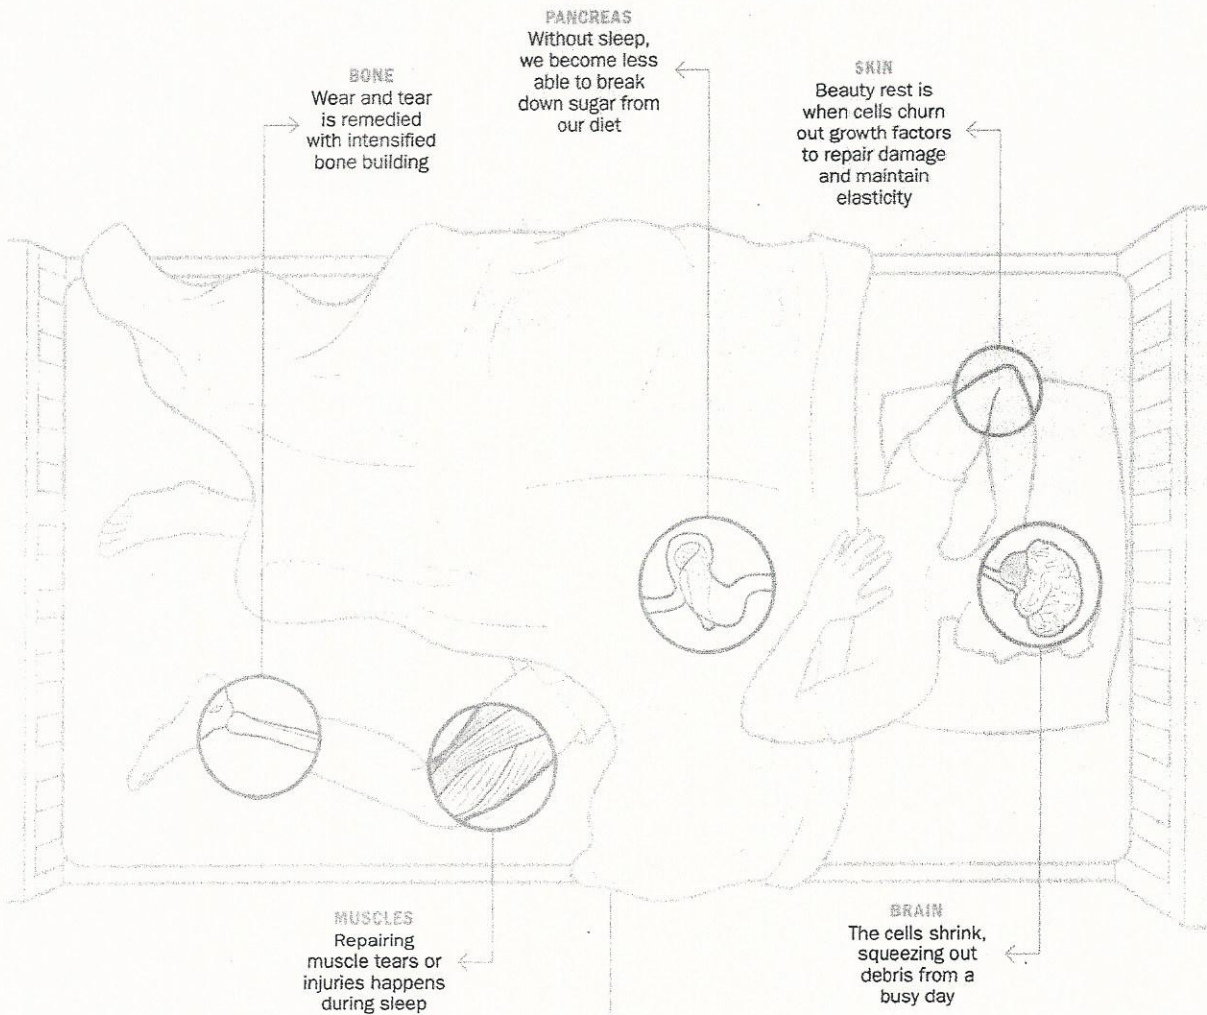 PANCREAS
Without sleep,
we become less
able to break
down sugar from
our diet
BONE
Wear and tear
is remedied
with intensified
bone building
SKIN
Beauty rest is
when cells churn
out growth factors
to repair damage
and maintain
elasticity
MUSCLES
Repairing
muscle tears or
injuries happens
during sleep
BRAIN
The cells shrink,
squeezing out
debris from a
busy day